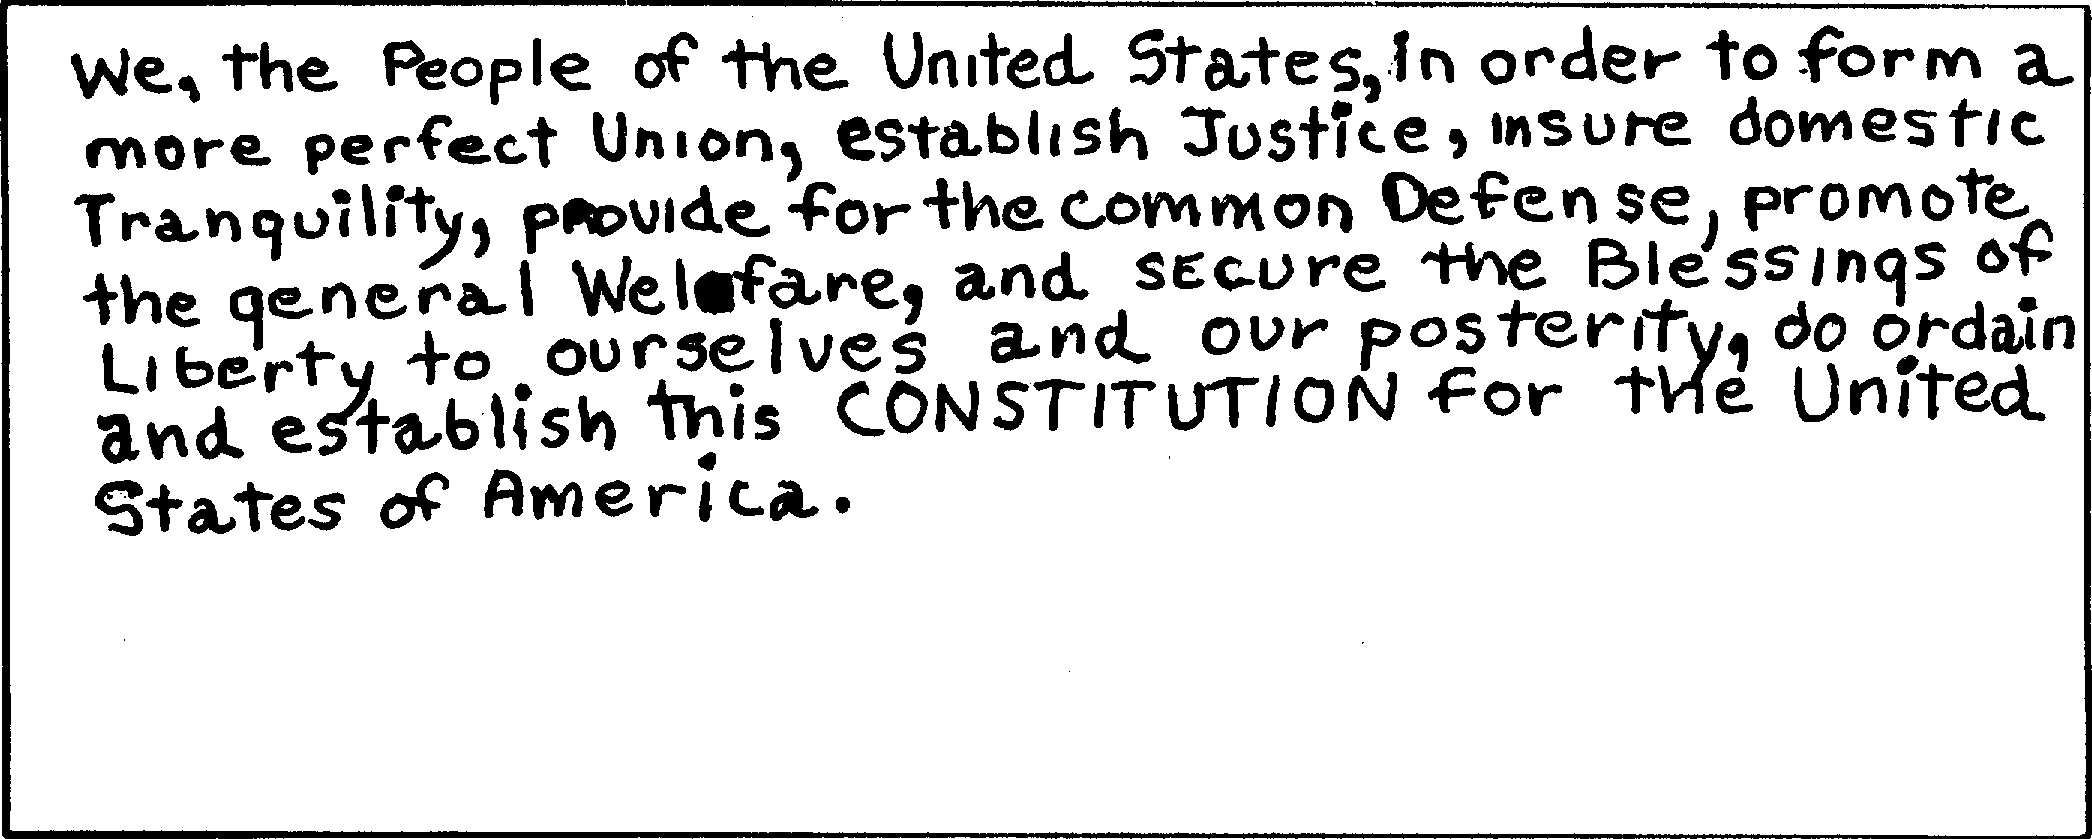 We, the People of the United States, in order to form a
more perfect Union, establish Justice, insure domestic
Tranquility, provide for the common Defense, promote
the general Welfare, and secure the Blessings of
Liberty to ourselves and our posterity, do ordain
and establish this CONSTITUTION for the United
States of America.